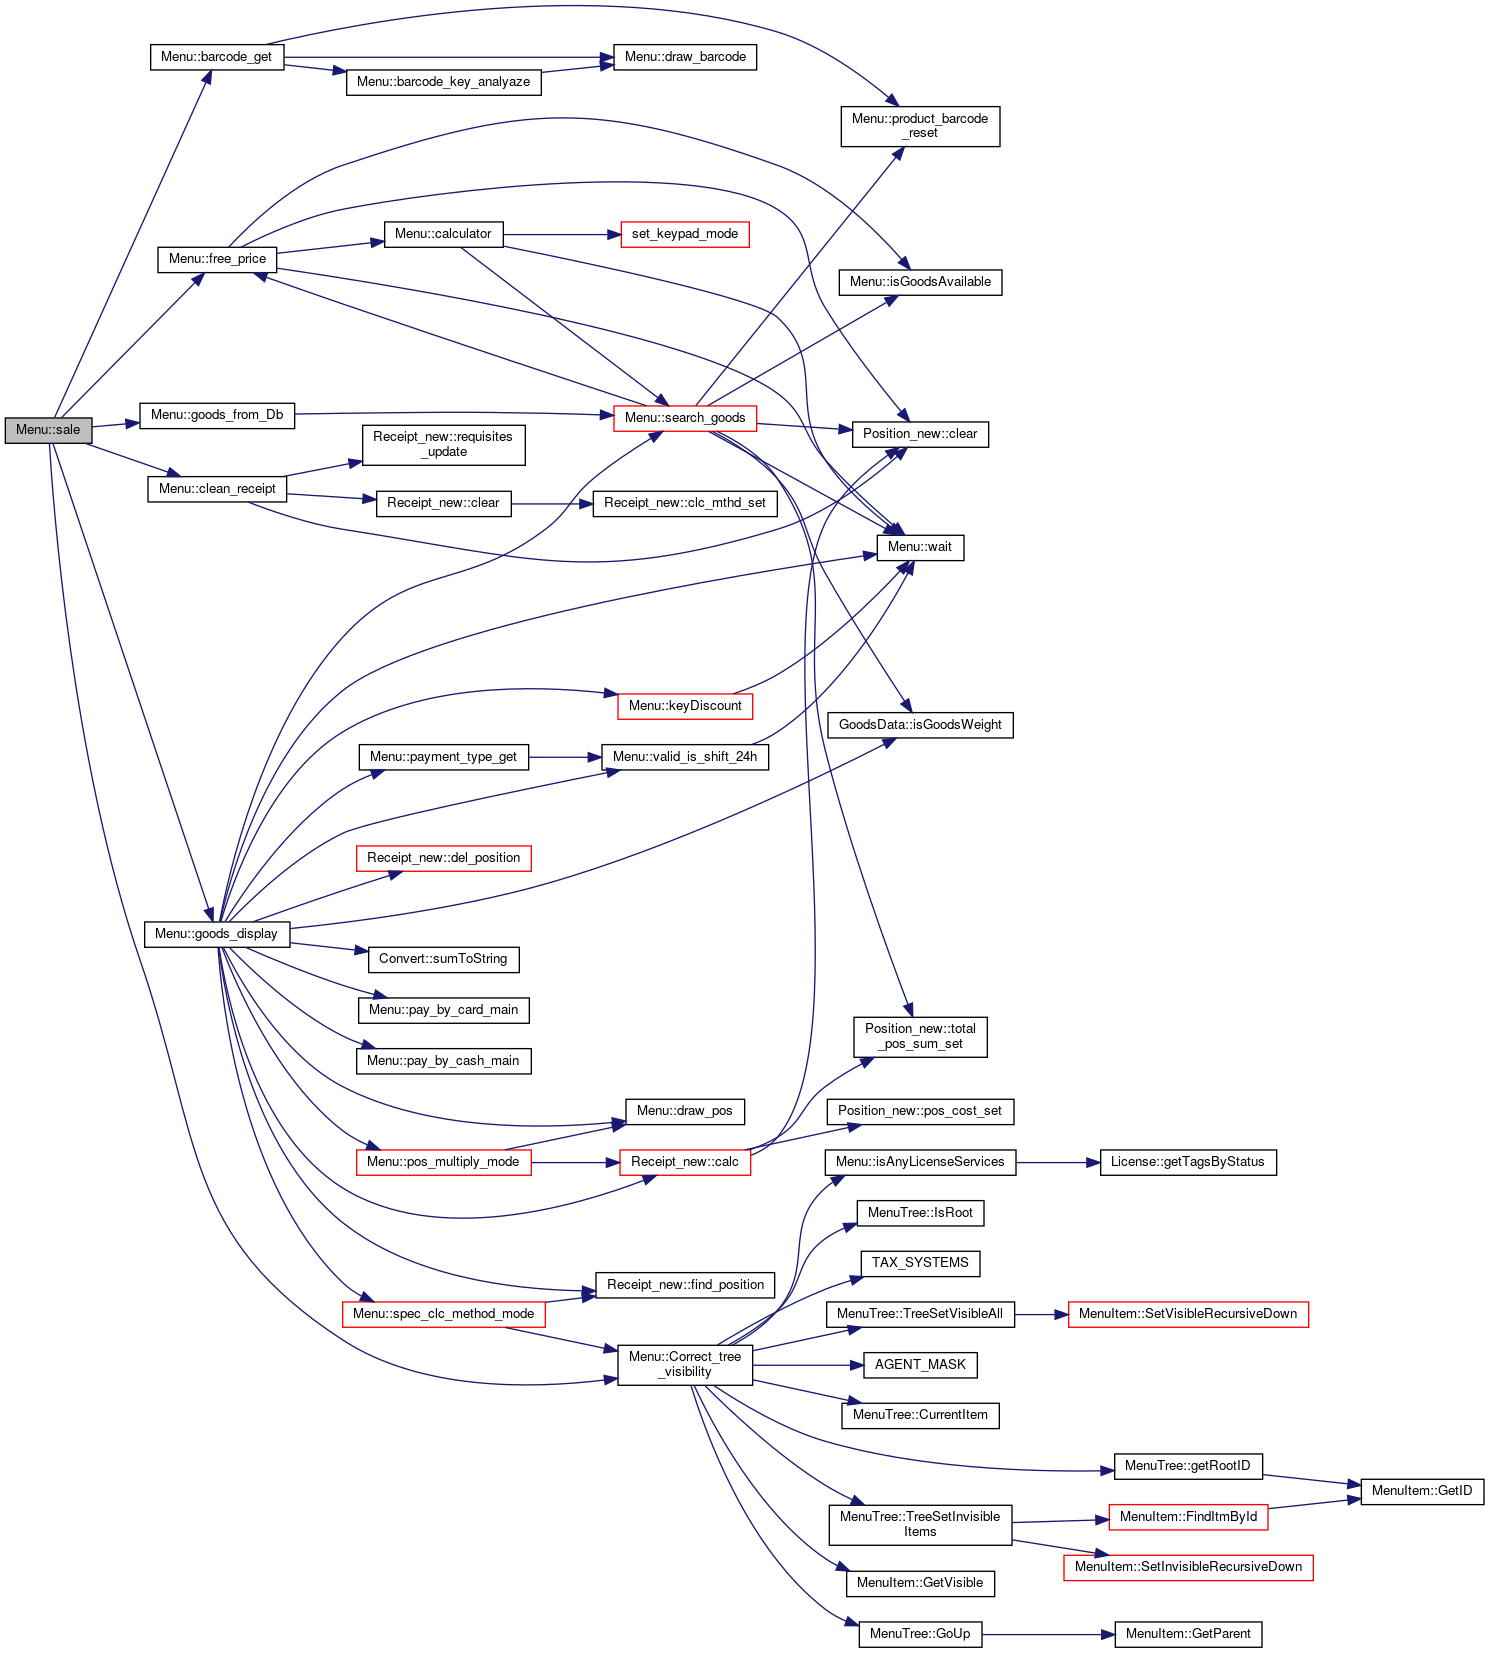 Menu::barcode_get
Menu::draw_barcode
Menu::barcode_key_analyaze
Menu::product_barcode
_reset
Menu::calculator
set_keypad_mode
Menu::free_price
Menu::isGoodsAvailable
Menu::goods_from_Db
Menu::search_goods
Menu::sale
Position_new::clear
Receipt_new::requisites
_update
Menu::clean_receipt
Receipt_new::clear
Receipt_new::clc_mthd_set
Menu::wait
Menu::keyDiscount
GoodsData::isGoodsWeight
Menu::payment_type_get
Menu::valid_is_shift_24h
Receipt_new::del_position
Menu::goods_display
Convert::sumToString
Menu::pay_by_card_main
Position_new::total
_pos_sum_set
Menu::pay_by_cash_main
Menu::draw_pos
Position_new::pos_cost_set
Menu::pos_multiply_mode
Receipt_new::calc
Menu::isAnyLicenseServices
License::getTagsByStatus
MenuTree::IsRoot
TAX_SYSTEMS
Receipt_new::find_position
Menu::spec_clc_method_mode
MenuTree::TreeSetVisibleAll
MenuItem::SetVisibleRecursiveDown
Menu::Correct_tree
_visibility
AGENT_MASK
MenuTree::CurrentItem
MenuTree::getRootID
MenuItem::GetID
MenuTree::TreeSetInvisible
Items
MenuItem::FindItmById
MenuItem::SetInvisibleRecursiveDown
MenuItem::GetVisible
MenuTree::GoUp
MenuItem::GetParent